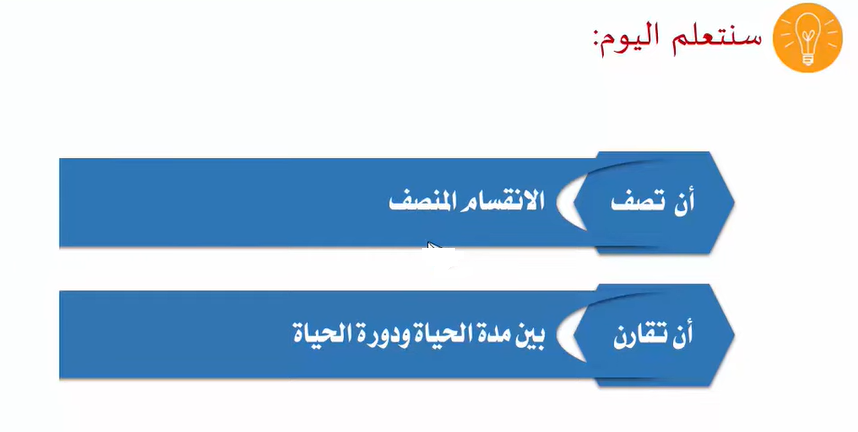 سنتعلم اليوم:
أن تصف الانقسام المنصف
أن تقارن بين مدة الحياة ودورة الحياة